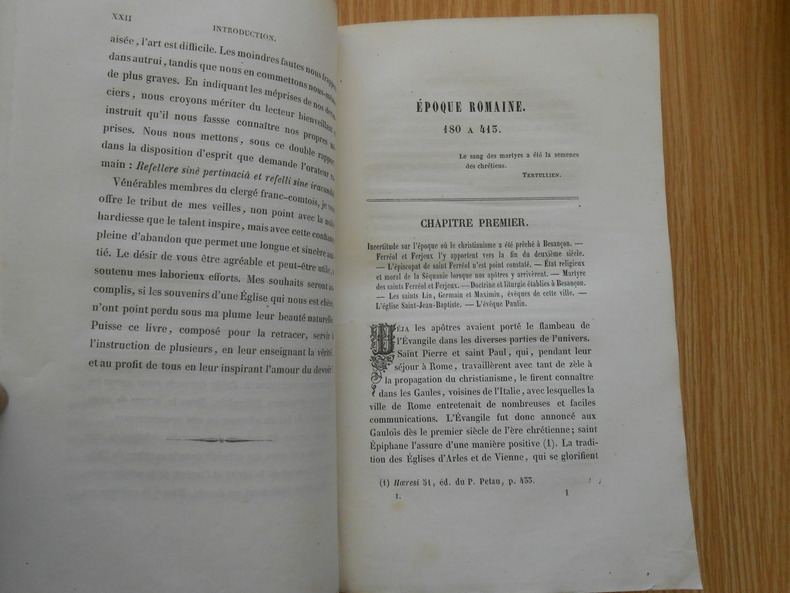 XXII
INTRODUCTION.
aisée, l'art est difficile. Les moindres fautes nous
dans autrui, tandis que nous en commettons
de plus graves. En indiquant les méprises de nos
ciers, nous croyons mériter du lecteur bienveillant
instruit qu'il nous fassse connaître nos propres
prises. Nous nous mettons, sous ce double
dans la disposition d'esprit que demande l'orateur
main : Refellere sinè pertinaciâ et refelli sine
Vénérables membres du clergé franc-comtois, je
offre le tribut de mes veilles, non point avec la
hardiesse que le talent inspire, mais avec cette
pleine d'abandon que permet une longue et sincère
tié. Le désir de vous être agréable et peut-être utile,
soutenu mes laborieux efforts. Mes souhaits seront
complis, si les souvenirs d'une Église qui nous est
n'ont point perdu sous ma plume leur beauté naturelle
Puisse ce livre, composé pour la retracer, servir à
l'instruction de plusieurs, en leur enseignant la vérité
et au profit de tous en leur inspirant l'amour du devoir
ÉPOQUE ROMAINE.
180 A 413.
Le sang des martyrs a été la semence
des chrétiens.
TERTULLIEN.
CHAPITRE PREMIER.
Incertitude sur l'époque où le christianisme a été prêché à Besançon. —
Ferréol et Ferjeux l'y apportent vers la fin du deuxième siècle.
— L'épiscopat de saint Ferréol n'est point constaté. — État religieux
et moral de la Séquanie lorsque nos apôtres y arrivèrent. — Martyre
des saints Ferréol et Ferjeux. — Doctrine et liturgie établies à Besançon.
— Les saints Lin, Germain et Maximin, évêques de cette ville. —
L'église Saint-Jean-Baptiste. — L'évêque Paulin.
DÉJA les apôtres avaient porté le flambeau de
l'Evangile dans les diverses parties de l'univers.
Saint Pierre et saint Paul, qui, pendant leur
séjour à Rome, travaillèrent avec tant de zèle à
la propagation du christianisme, le firent connaître
dans les Gaules, voisines de l'Italie, avec lesquelles la
ville de Rome entretenait de nombreuses et faciles
communications. L'Évangile fut donc annoncé aux
Gaulois dès le premier siècle de l'ère chrétienne; saint
Épiphane l'assure d'une manière positive (1). La tradi-
tion des Églises d'Arles et de Vienne, qui se glorifient
(1) Hæresi 51, éd. du P. Petau, p. 433.
I. 1